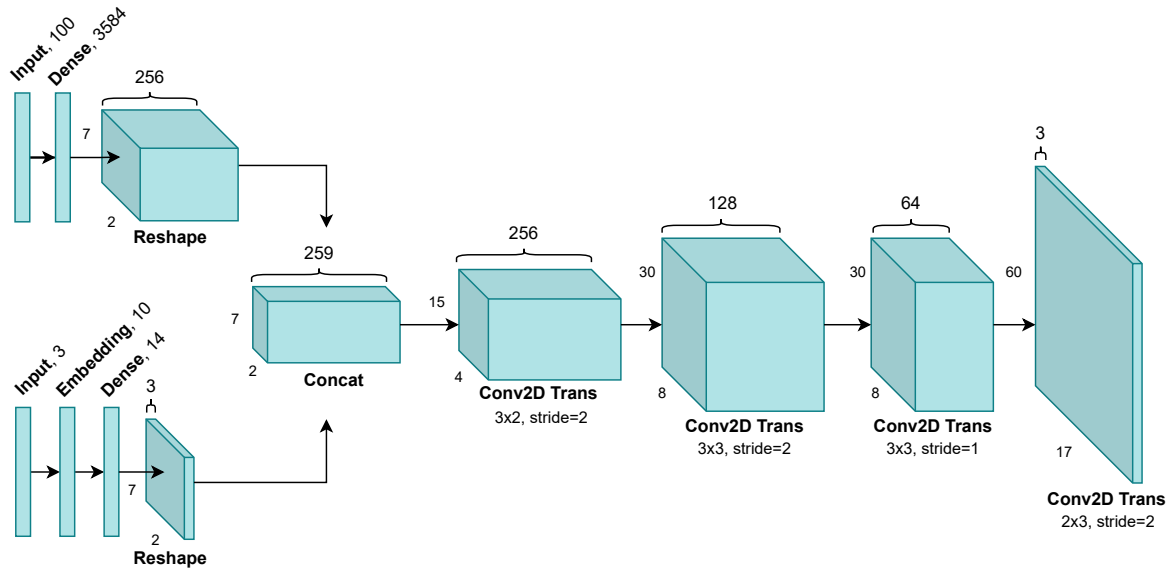 Input, 100
Dense, 3584
256
7
2
Reshape
Input, 3
Embedding, 10
Dense, 14
3
7
2
Reshape
259
7
2
Concat
256
15
4
Conv2D Trans
3x2, stride=2
128
30
8
Conv2D Trans
3x3, stride=2
64
30
8
Conv2D Trans
3x3, stride=1
3
60
17
Conv2D Trans
2x3, stride=2